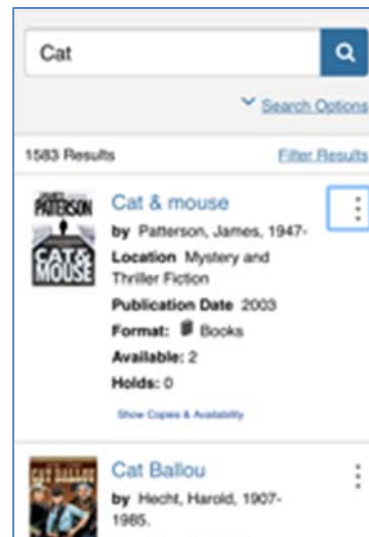 Cat
Search Options
1583 Results
Filter Results
JAMES
PATTERSON
CAT&
MOUSE
Cat & mouse
by Patterson, James, 1947-
Location Mystery and
Thriller Fiction
Publication Date 2003
Format: Books
Available: 2
Holds: 0
Show Copies & Availability
CAT BALLOU
Cat Ballou
by Hecht, Harold, 1907-
1985.